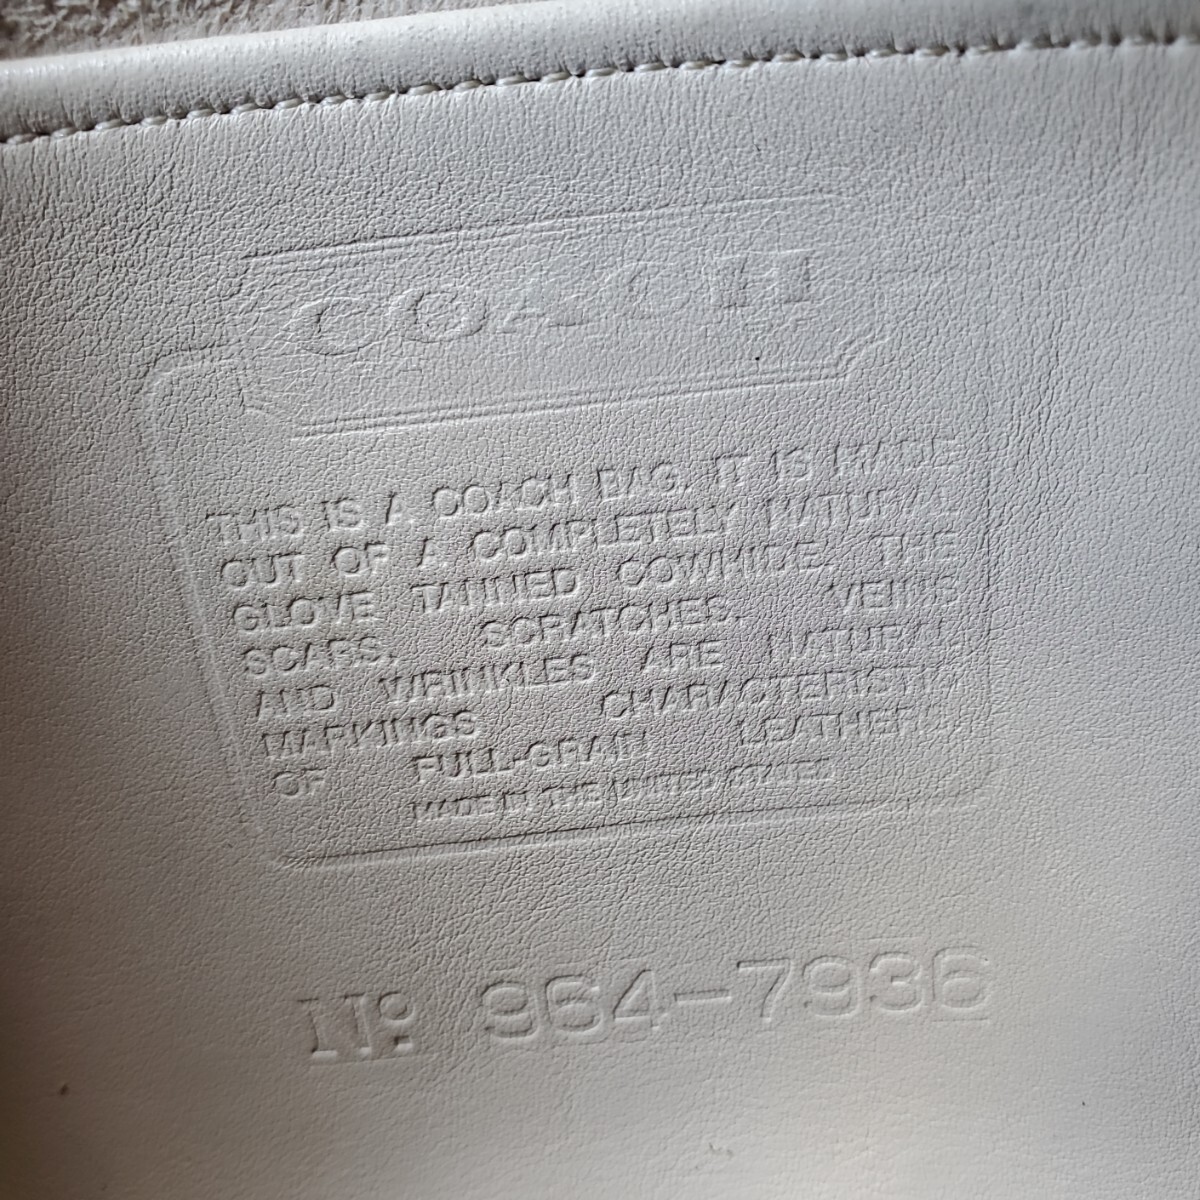 COACH
THIS IS A COACH BAG. IT IS MADE
OUT OF A COMPLETELY NATURAL
GLOVE TANNED COWHIDE, THE
SCARS, SCRATCHES, VEINS
AND WRINKLES ARE NATURAL
MARKINGS CHARACTERISTIC
OF FULL-GRAIN LEATHER.
MADE IN THE UNITED STATES
No 964-7936